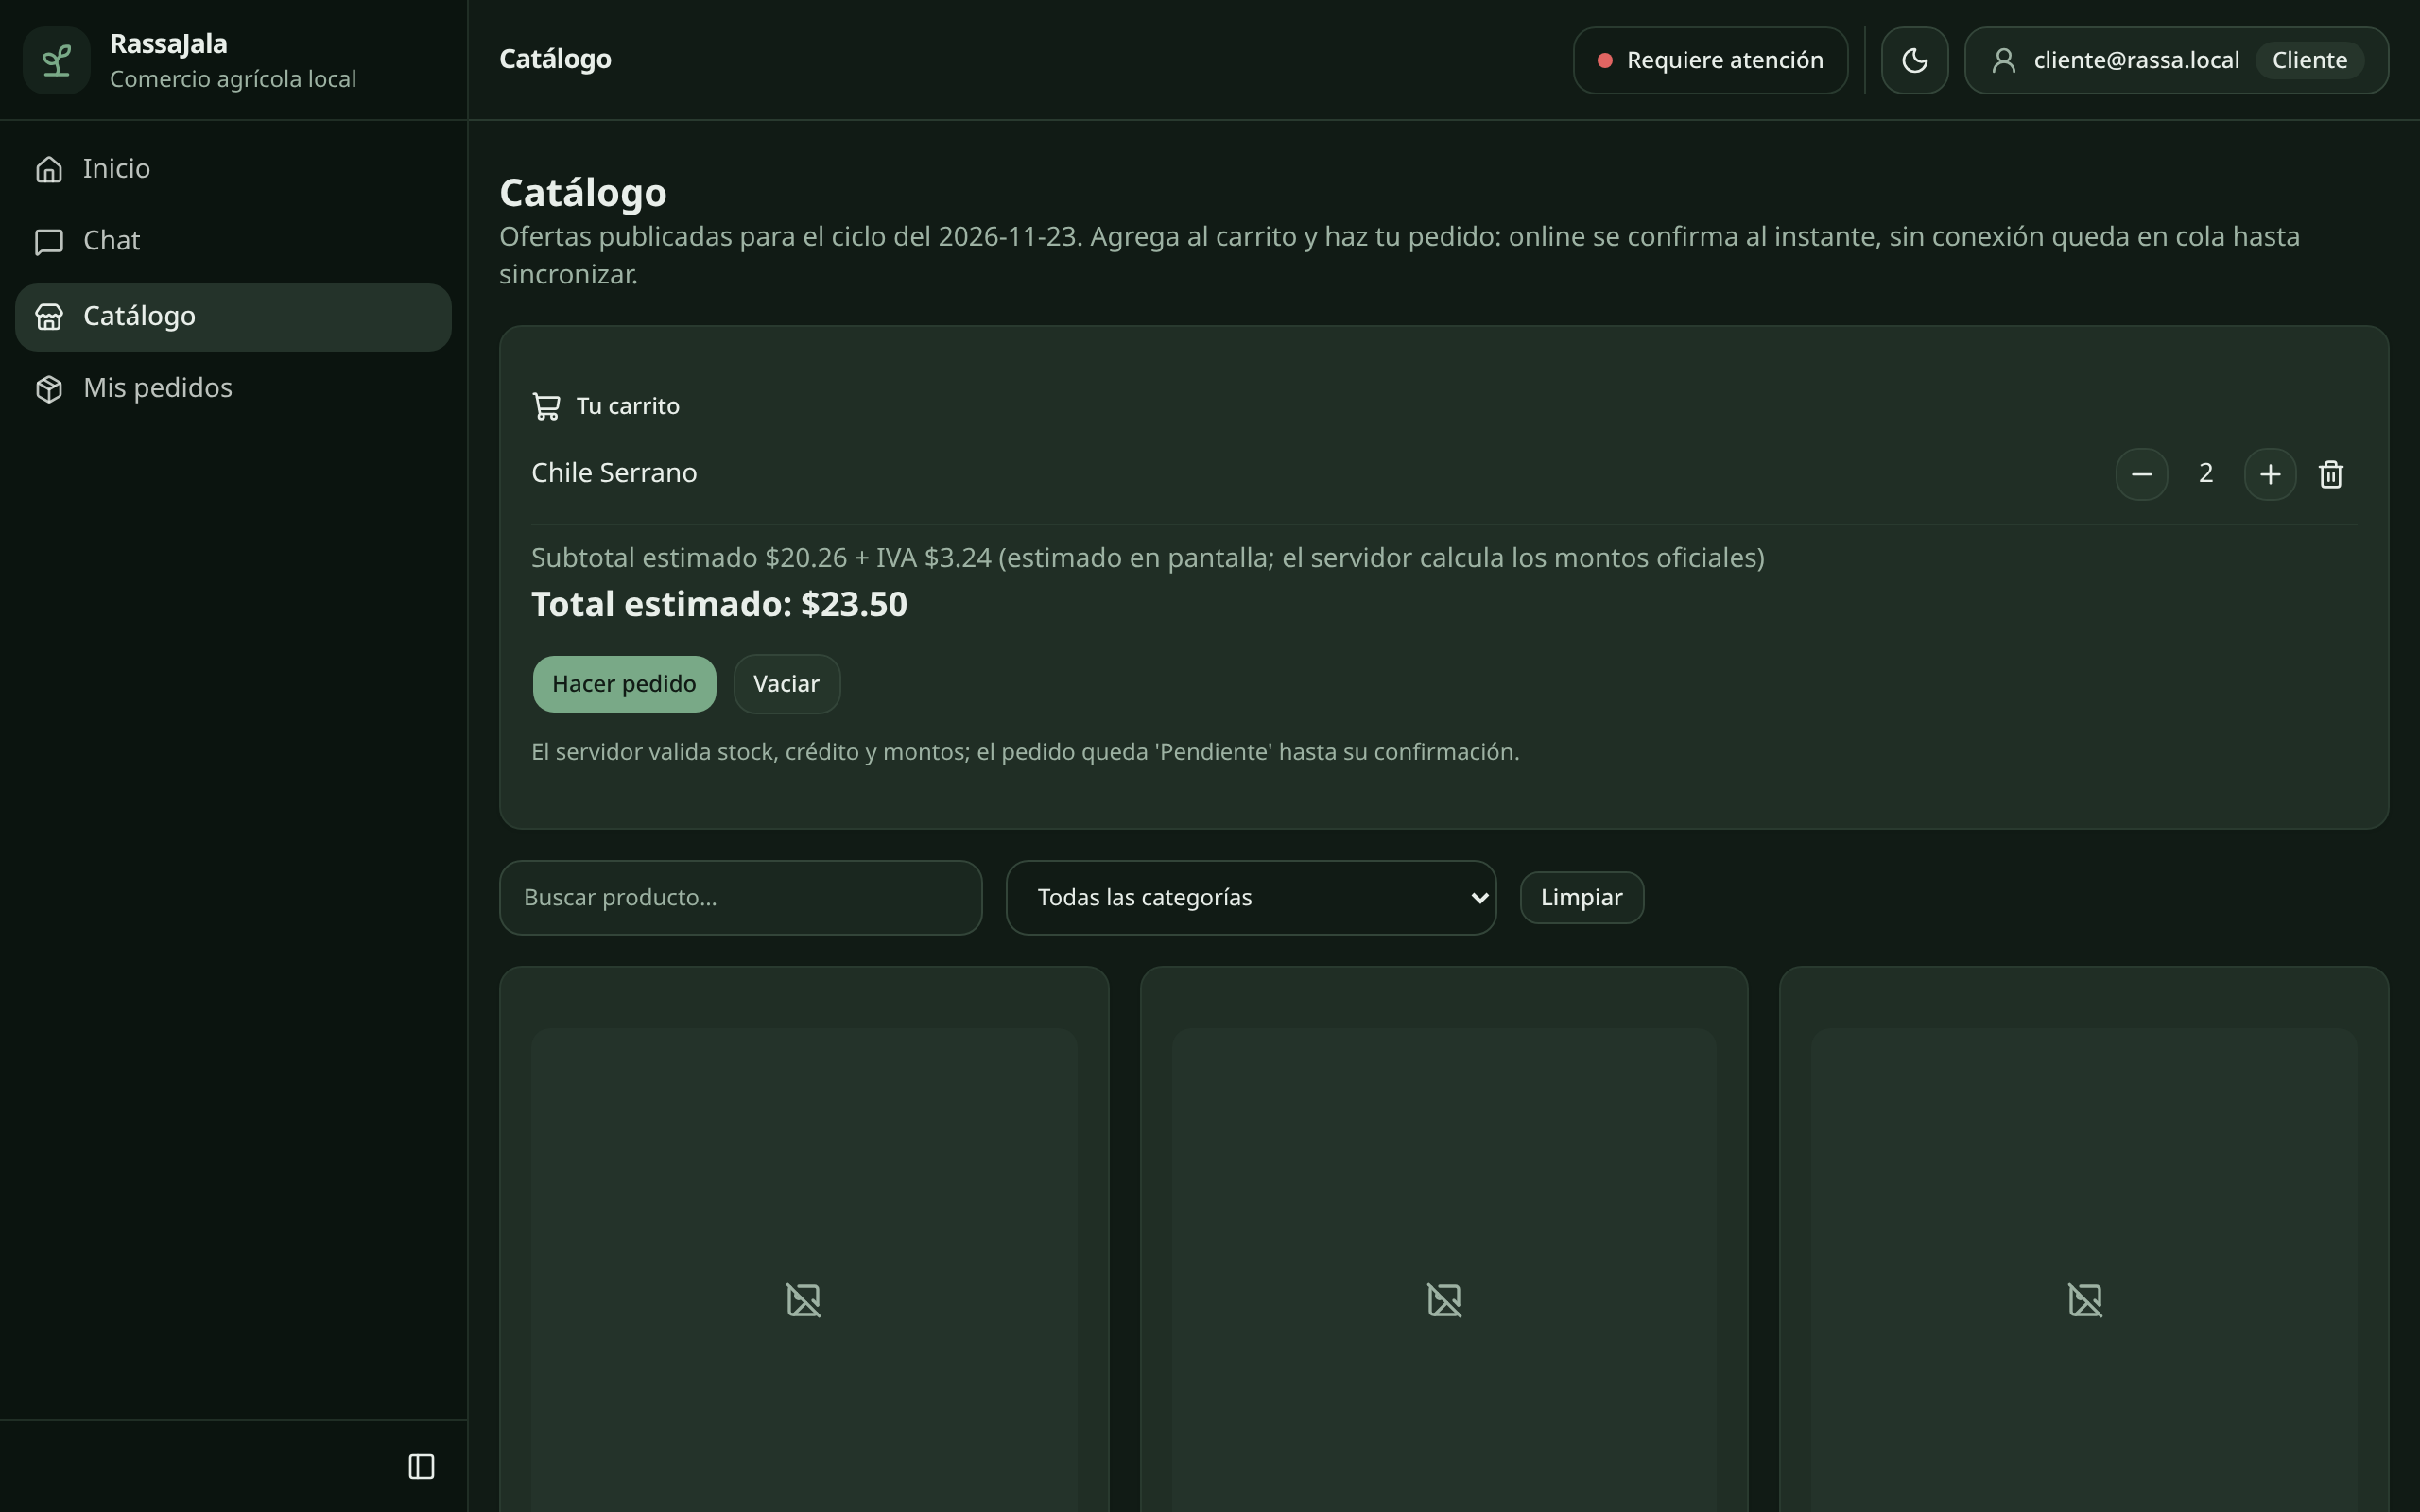 RassaJala
Comercio agrícola local
Inicio
Chat
Catálogo
Mis pedidos
Catálogo
Requiere atención
cliente@rassa.local Cliente
Catálogo
Ofertas publicadas para el ciclo del 2026-11-23. Agrega al carrito y haz tu pedido: online se confirma al instante, sin conexión queda en cola hasta
sincronizar.
Tu carrito
Chile Serrano 2
Subtotal estimado $20.26 + IVA $3.24 (estimado en pantalla; el servidor calcula los montos oficiales)
Total estimado: $23.50
Hacer pedido Vaciar
El servidor valida stock, crédito y montos; el pedido queda 'Pendiente' hasta su confirmación.
Buscar producto... Todas las categorías Limpiar